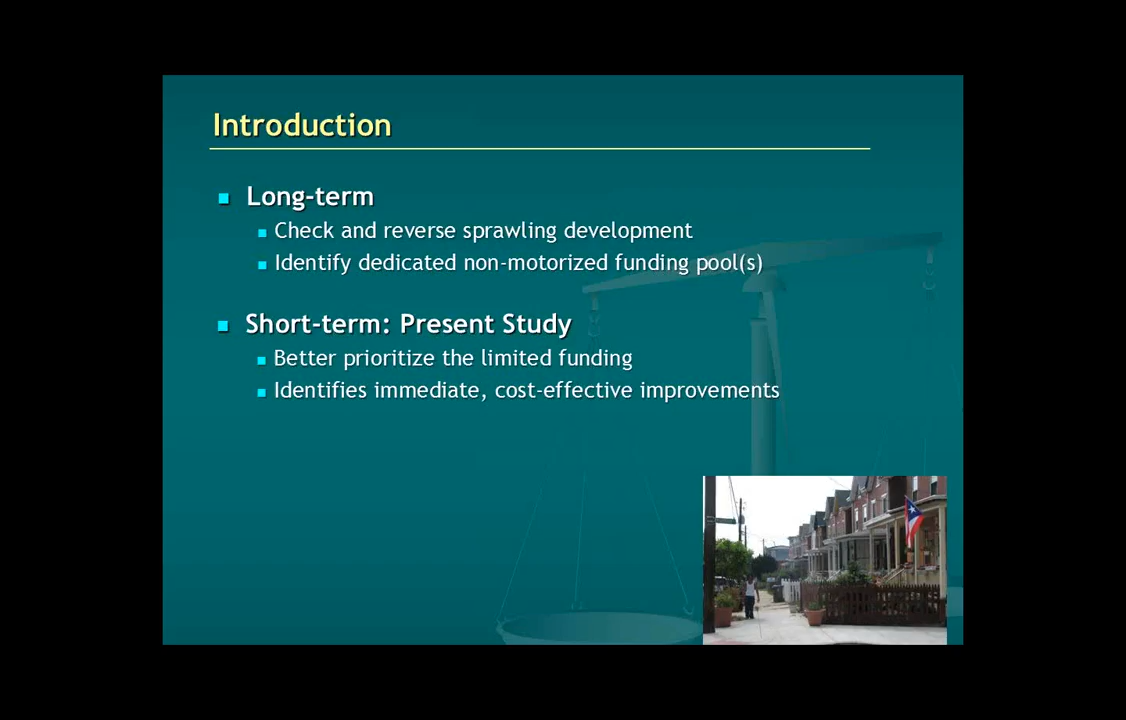 Introduction
Long-term
Check and reverse sprawling development
Identify dedicated non-motorized funding pool(s)
Short-term: Present Study
Better prioritize the limited funding
Identifies immediate, cost-effective improvements